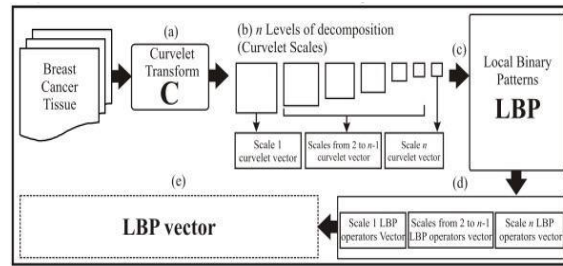 (a)
(b) n Levels of decomposition
(Curvelet Scales)
(c)
Breast
Cancer
Tissue
Curvelet
Transform
C
Local Binary
Patterns
LBP
Scale 1
curvelet vector
Scales from 2 to n-1
curvelet vector
Scale n
curvelet vector
(d)
(e)
LBP vector
Scale 1 LBP
operators Vector
Scales from 2 to n-1
LBP operators vector
Scale n LBP
operators vector